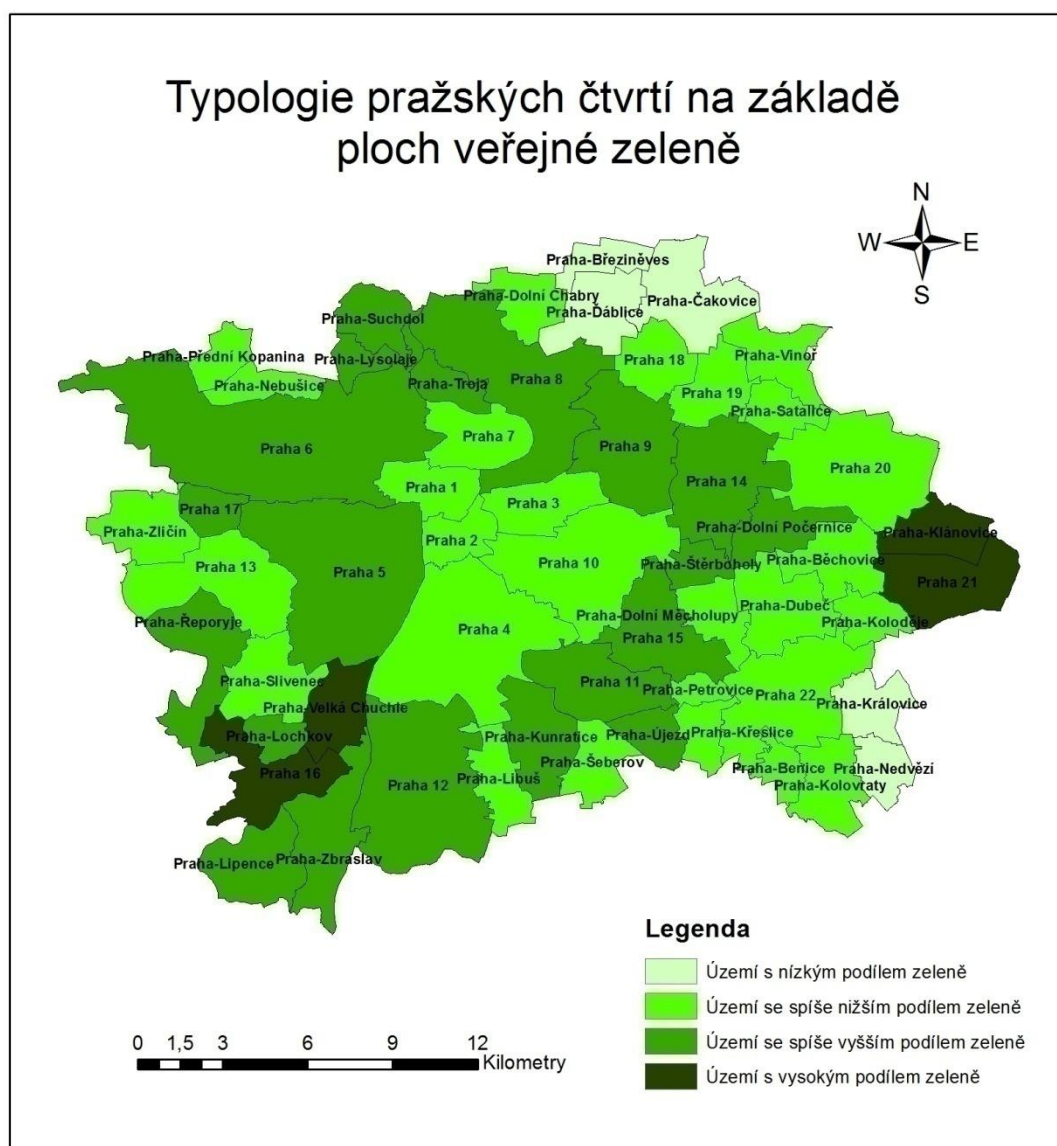 Typologie pražských čtvrtí na základě
ploch veřejné zeleně
N
W E
S
Praha-Březiněves
Praha-Dolní Chabry
Praha-Čakovice
Praha-Ďáblice
Praha-Suchdol
Praha-Přední Kopanina
Praha-Lysolaje
Praha 18
Praha-Vinoř
Praha-Nebušice
Praha-Troja
Praha 8
Praha 19
Praha-Satalice
Praha 7
Praha 6
Praha 9
Praha 20
Praha 1
Praha 14
Praha 3
Praha 17
Praha-Zličín
Praha-Dolní Počernice
Praha-Klánovice
Praha 2
Praha 13
Praha 5
Praha 10
Praha-Štěrboholy
Praha-Běchovice
Praha 21
Praha-Řeporyje
Praha 4
Praha-Dolní Měcholupy
Praha-Dubeč
Praha-Koloděje
Praha 15
Praha-Slivenec
Praha 11
Praha-Petrovice
Praha 22
Praha-Královice
Praha-Velká Chuchle
Praha-Lochkov
Praha-Kunratice
Praha-Újezd
Praha-Křeslice
Praha 16
Praha 12
Praha-Libuš
Praha-Šeberov
Praha-Benice
Praha-Nedvězí
Praha-Kolovraty
Praha-Lipence
Praha-Zbraslav
Legenda
Území s nízkým podílem zeleně
Území se spíše nižším podílem zeleně
Území se spíše vyšším podílem zeleně
Území s vysokým podílem zeleně
0 1,5 3 6 9 12
Kilometry